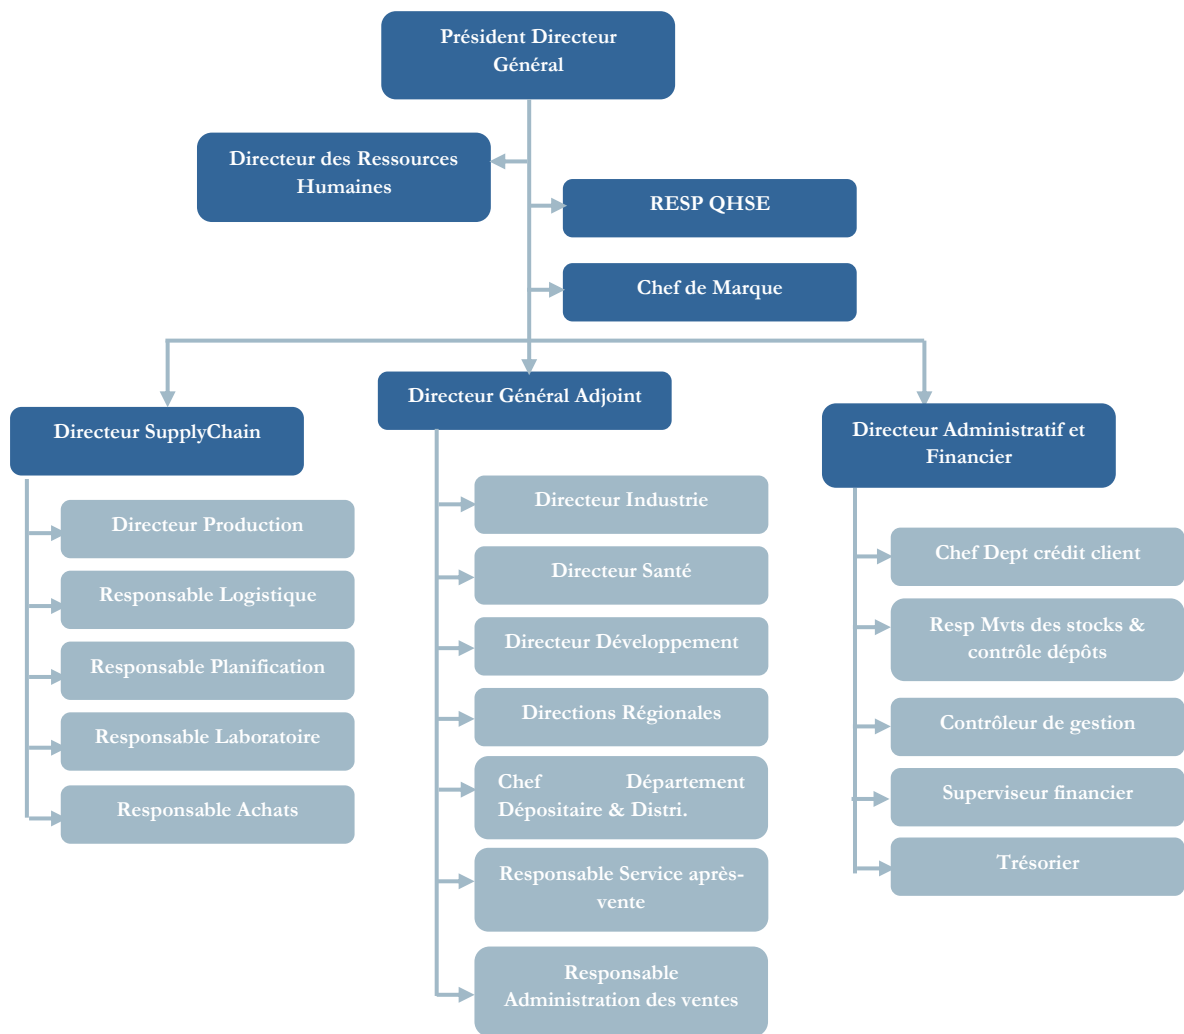 Président Directeur
Général
Directeur des Ressources
Humaines
RESP QHSE
Chef de Marque
Directeur SupplyChain
Directeur Production
Responsable Logistique
Responsable Planification
Responsable Laboratoire
Responsable Achats
Directeur Général Adjoint
Directeur Industrie
Directeur Santé
Directeur Développement
Directions Régionales
Chef Département
Dépositaire & Distri.
Responsable Service après-
vente
Responsable
Administration des ventes
Directeur Administratif et
Financier
Chef Dept crédit client
Resp Mvts des stocks &
contrôle dépôts
Contrôleur de gestion
Superviseur financier
Trésorier